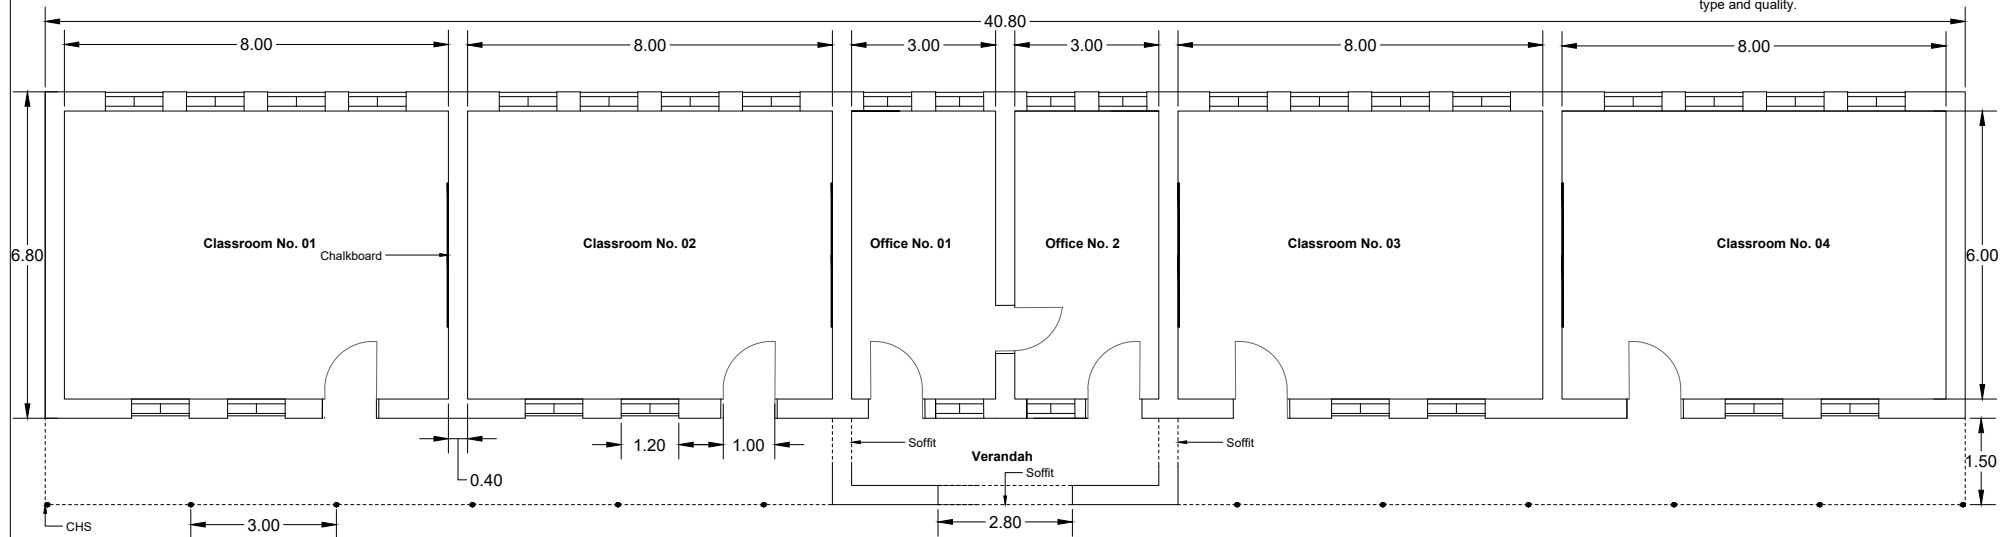 type and quality.
40.80
8.00
8.00
3.00
3.00
8.00
8.00
Classroom No. 01
Classroom No. 02
Office No. 01
Office No. 2
Classroom No. 03
Classroom No. 04
6.80
Chalkboard
6.00
1.20
1.00
Soffit
Soffit
Verandah
1.50
Soffit
0.40
CHS
3.00
2.80